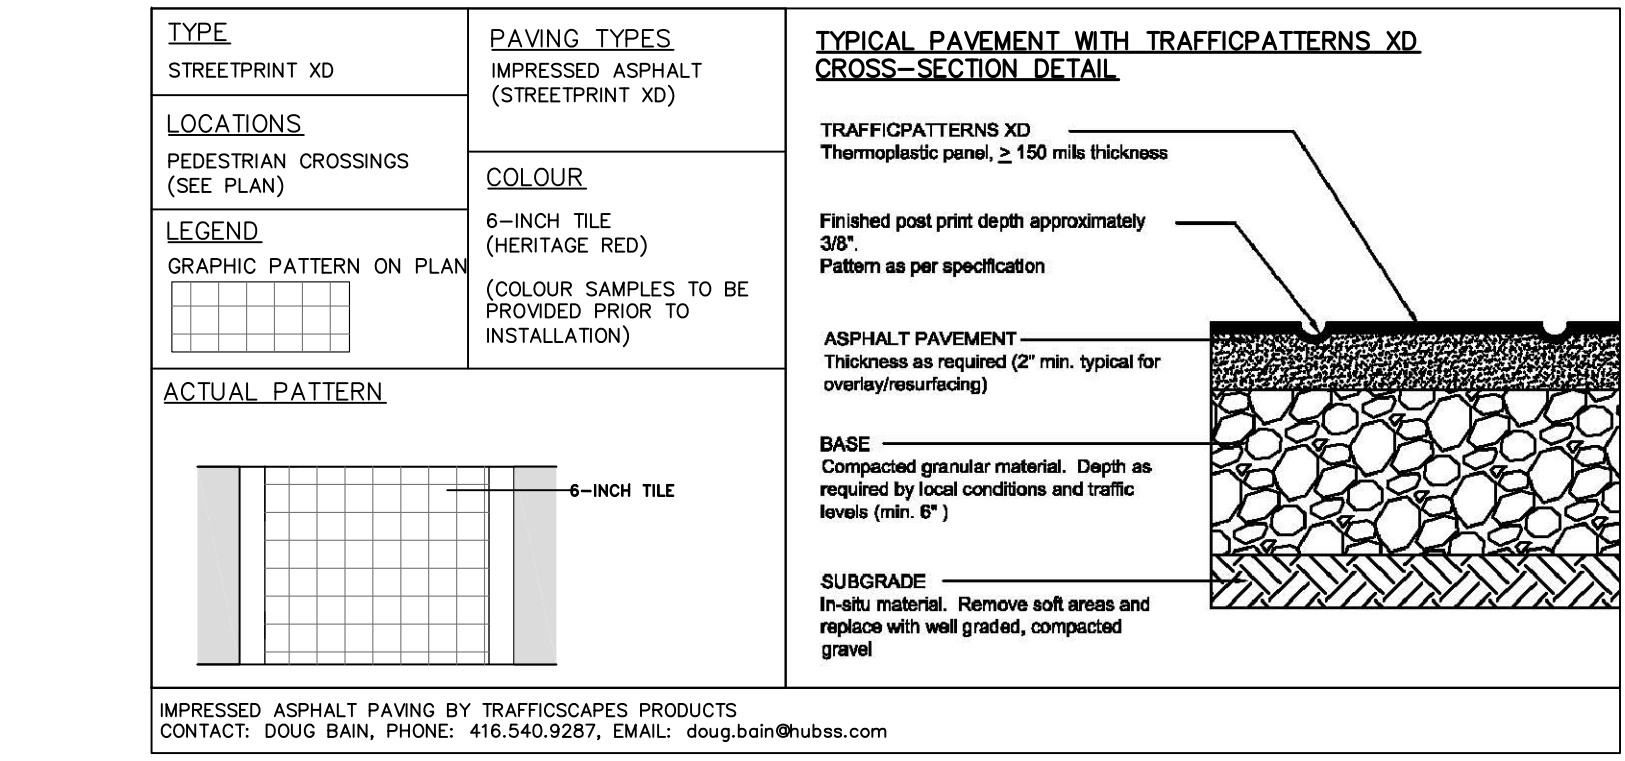 TYPE
STREETPRINT XD
LOCATIONS
PEDESTRIAN CROSSINGS
(SEE PLAN)
LEGEND
GRAPHIC PATTERN ON PLAN
PAVING TYPES
IMPRESSED ASPHALT
(STREETPRINT XD)
COLOUR
6-INCH TILE
(HERITAGE RED)
(COLOUR SAMPLES TO BE
PROVIDED PRIOR TO
INSTALLATION)
ACTUAL PATTERN
6-INCH TILE
TYPICAL PAVEMENT WITH TRAFFICPATTERNS XD
CROSS-SECTION DETAIL
TRAFFICPATTERNS XD
Thermoplastic panel, ≥ 150 mils thickness
Finished post print depth approximately
3/8".
Pattern as per specification
ASPHALT PAVEMENT
Thickness as required (2" min. typical for
overlay/resurfacing)
BASE
Compacted granular material. Depth as
required by local conditions and traffic
levels (min. 6" )
SUBGRADE
In-situ material. Remove soft areas and
replace with well graded, compacted
gravel
IMPRESSED ASPHALT PAVING BY TRAFFICSCAPES PRODUCTS
CONTACT: DOUG BAIN, PHONE: 416.540.9287, EMAIL: doug.bain@hubss.com